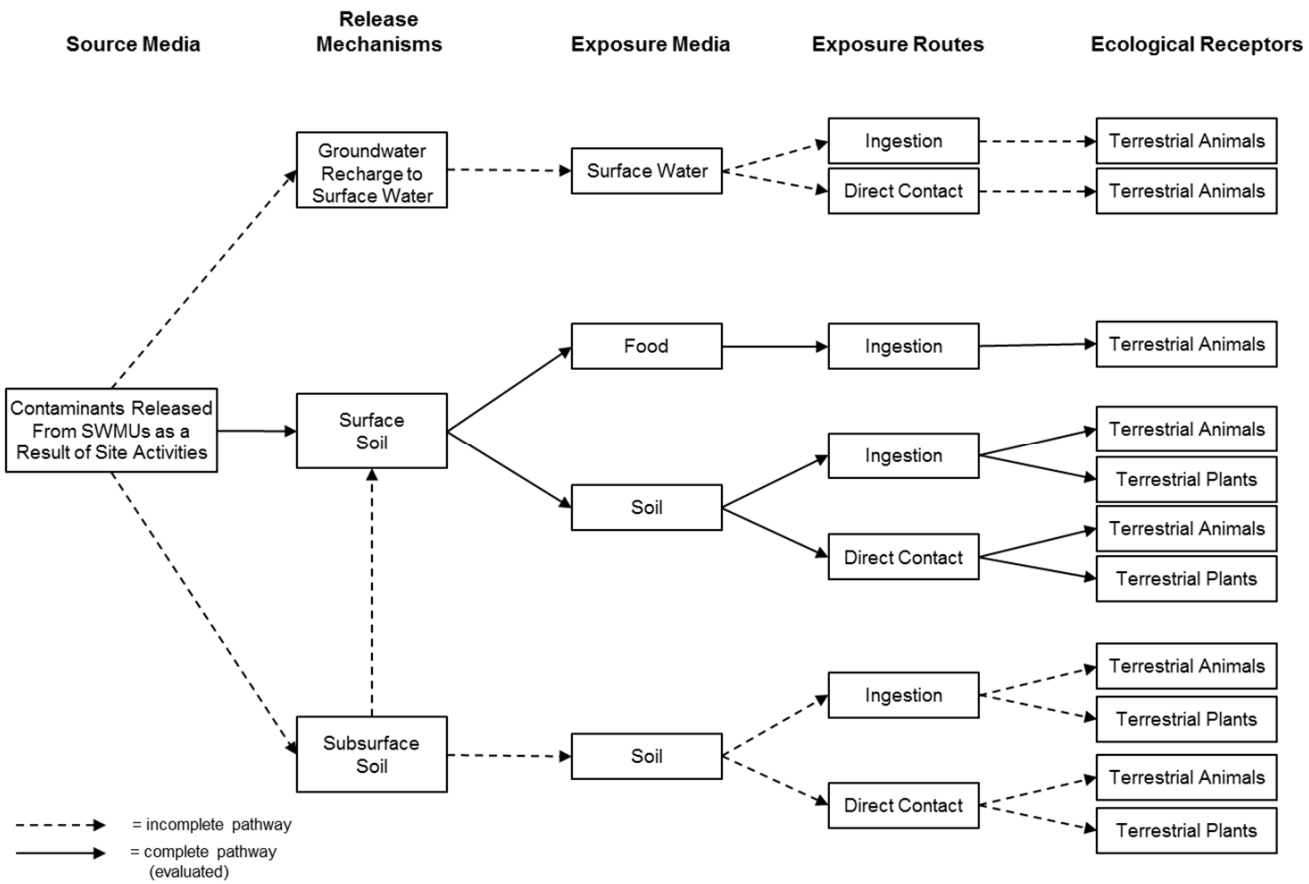 Source Media
Release
Mechanisms
Exposure Media
Exposure Routes
Ecological Receptors
Groundwater
Recharge to
Surface Water
Surface Water
Ingestion
Terrestrial Animals
Direct Contact
Terrestrial Animals
Contaminants Released
From SWMUs as a
Result of Site Activities
Surface
Soil
Food
Ingestion
Terrestrial Animals
Soil
Ingestion
Terrestrial Animals
Terrestrial Plants
Direct Contact
Terrestrial Animals
Terrestrial Plants
Subsurface
Soil
Soil
Ingestion
Terrestrial Animals
Terrestrial Plants
Direct Contact
Terrestrial Animals
Terrestrial Plants
= incomplete pathway
= complete pathway
(evaluated)